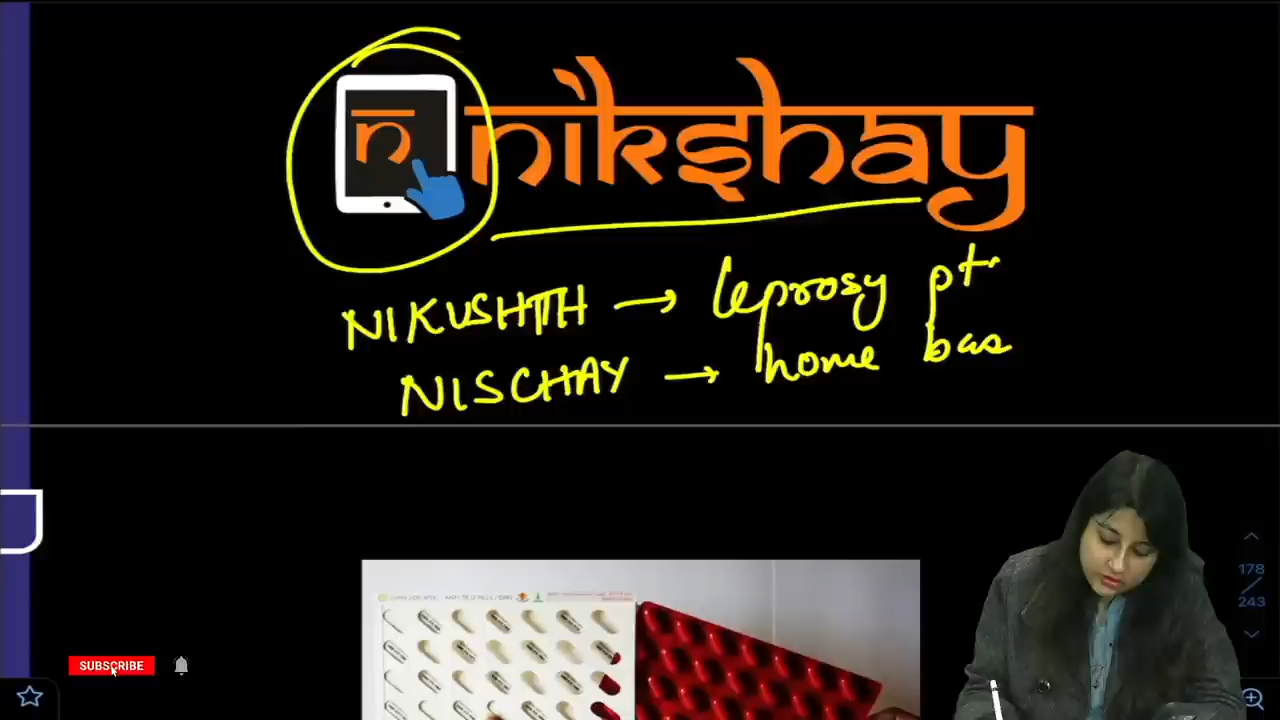 n nikshay
NIKUSHTH → leprosy pt.
NISCHAY → home bas
178
243
SUBSCRIBE